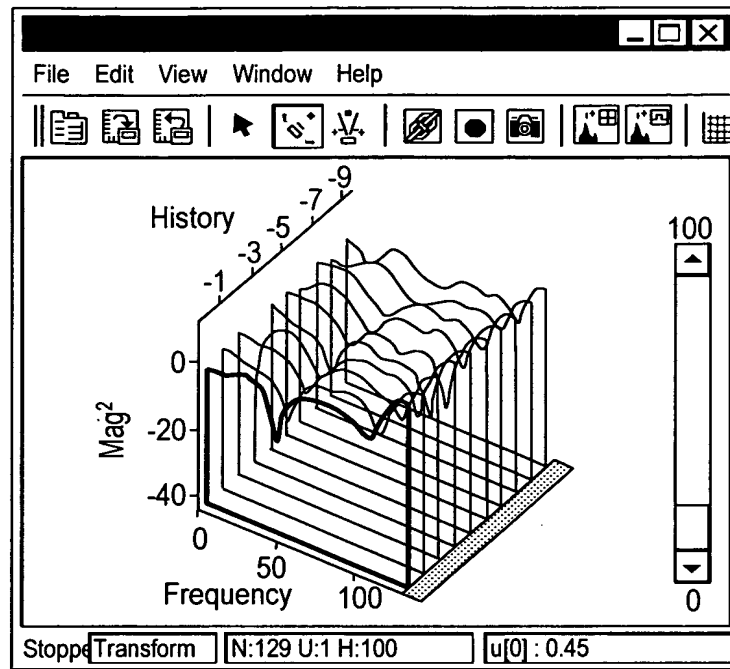 File Edit View Window Help
History
-1 -3 -5 -7 -9
100
0
-20
-40
Mag²
0 50 100
Frequency
0
Stoppe Transform N:129 U:1 H:100 u[0] : 0.45